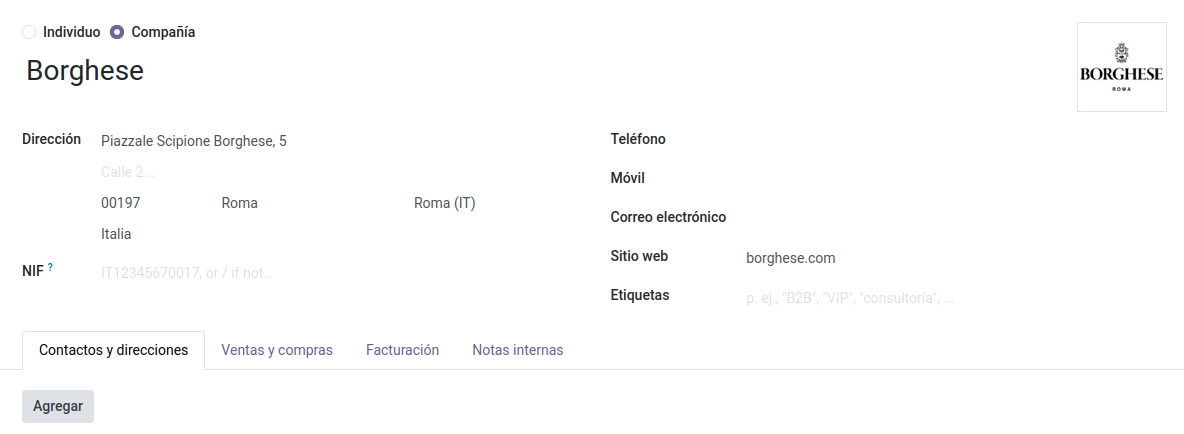 Individuo Compañía
Borghese
BORGHESE
ROMA
Dirección Piazzale Scipione Borghese, 5
Calle 2...
00197 Roma Roma (IT)
Italia
NIF ? IT12345670017, or / if not...
Teléfono
Móvil
Correo electrónico
Sitio web borghese.com
Etiquetas p. ej., "B2B", "VIP", "consultoría", ...
Contactos y direcciones Ventas y compras Facturación Notas internas
Agregar